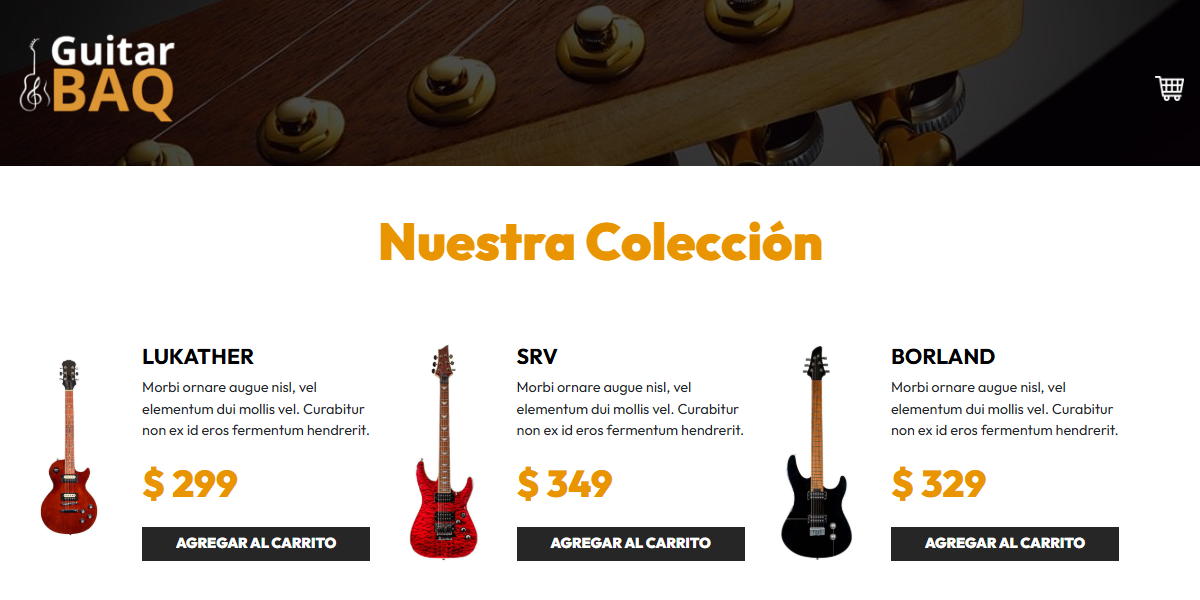 Guitar
BAQ
Nuestra Colección
LUKATHER
Morbi ornare augue nisl, vel
elementum dui mollis vel. Curabitur
non ex id eros fermentum hendrerit.
$ 299
AGREGAR AL CARRITO
SRV
Morbi ornare augue nisl, vel
elementum dui mollis vel. Curabitur
non ex id eros fermentum hendrerit.
$ 349
AGREGAR AL CARRITO
BORLAND
Morbi ornare augue nisl, vel
elementum dui mollis vel. Curabitur
non ex id eros fermentum hendrerit.
$ 329
AGREGAR AL CARRITO